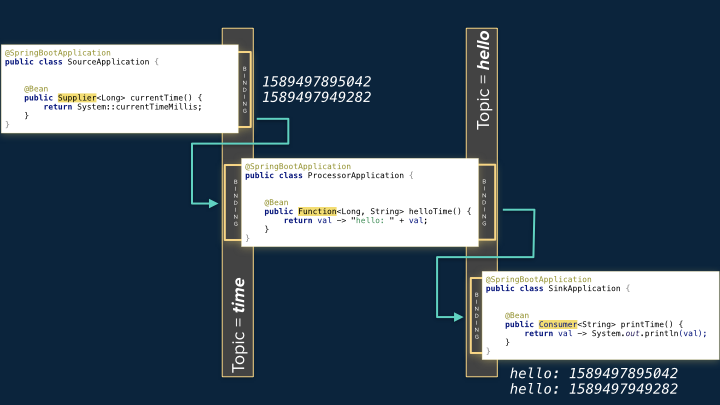 @SpringBootApplication
public class SourceApplication {
@Bean
public Supplier<Long> currentTime() {
return System::currentTimeMillis;
}
}
BINDING
1589497895042
1589497949282
Topic = time
BINDING
@SpringBootApplication
public class ProcessorApplication {
@Bean
public Function<Long, String> helloTime() {
return val -> "hello: " + val;
}
}
BINDING
Topic = hello
BINDING
@SpringBootApplication
public class SinkApplication {
@Bean
public Consumer<String> printTime() {
return val -> System.out.println(val);
}
}
hello: 1589497895042
hello: 1589497949282